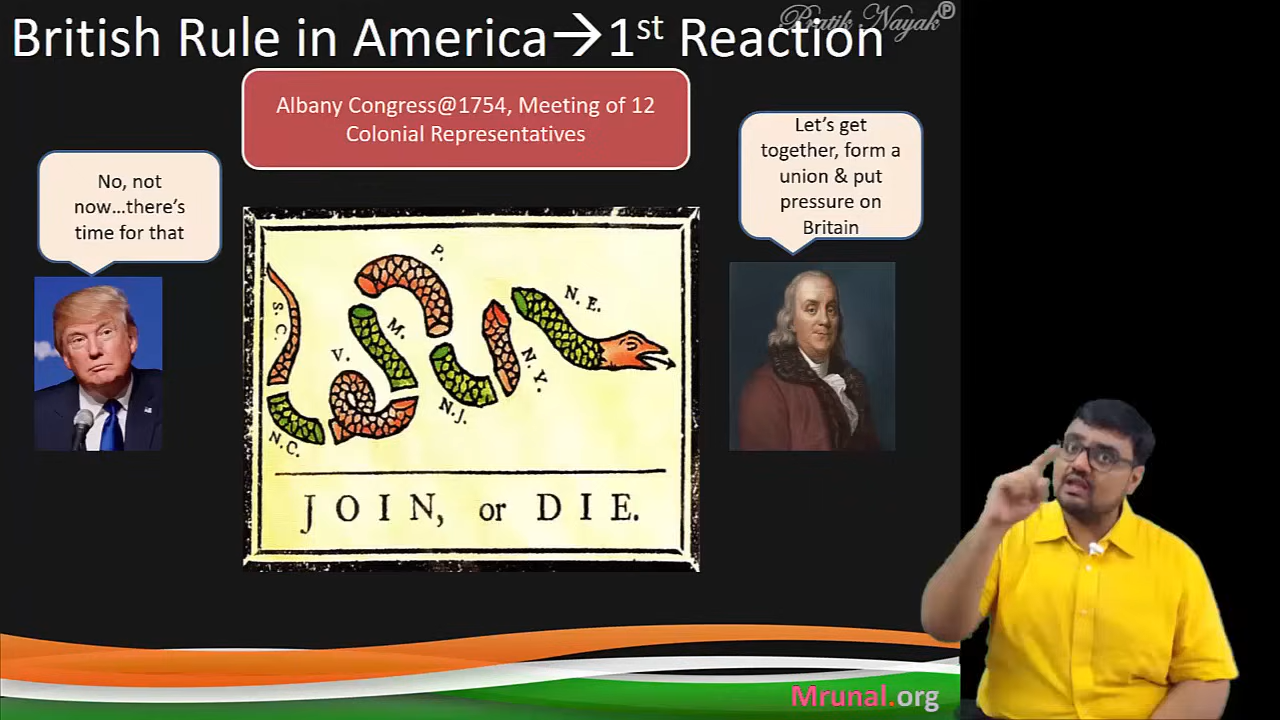 Pratik Nayak Ⓟ
British Rule in America→1st Reaction
Albany Congress@1754, Meeting of 12
Colonial Representatives
No, not
now...there's
time for that
Let's get
together, form a
union & put
pressure on
Britain
S. C.
N. C.
V.
M.
P.
N. J.
N. Y.
N. E.
JOIN, or DIE.
Mrunal.org